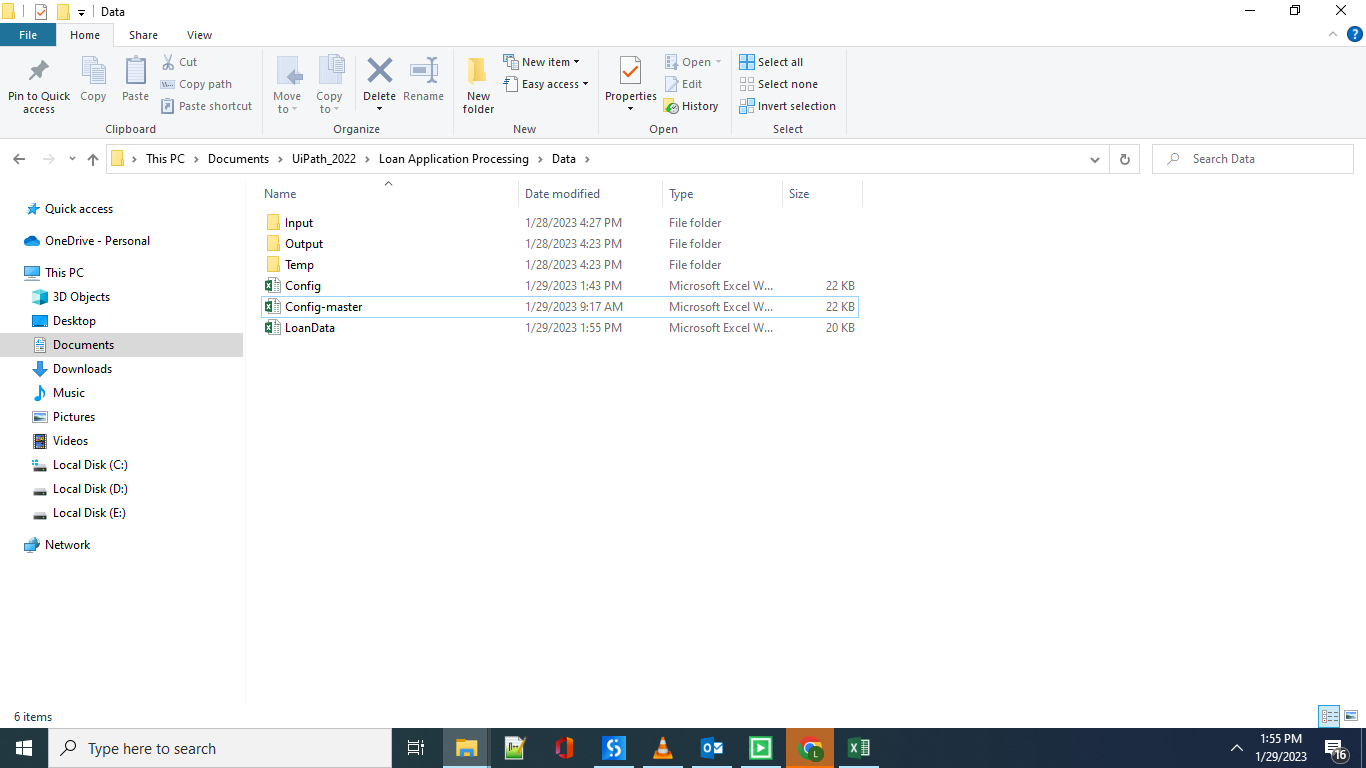 Data
File Home Share View
Pin to Quick access
Copy
Paste
Cut
Copy path
Paste shortcut
Clipboard
Move to
Copy to
Delete
Rename
Organize
New folder
New item
Easy access
New
Properties
Open
Edit
History
Open
Select all
Select none
Invert selection
Select
This PC > Documents > UiPath_2022 > Loan Application Processing > Data >
Search Data
Quick access
OneDrive - Personal
This PC
3D Objects
Desktop
Documents
Downloads
Music
Pictures
Videos
Local Disk (C:)
Local Disk (D:)
Local Disk (E:)
Network
Name Date modified Type Size
Input 1/28/2023 4:27 PM File folder
Output 1/28/2023 4:23 PM File folder
Temp 1/28/2023 4:23 PM File folder
Config 1/29/2023 1:43 PM Microsoft Excel W... 22 KB
Config-master 1/29/2023 9:17 AM Microsoft Excel W... 22 KB
LoanData 1/29/2023 1:55 PM Microsoft Excel W... 20 KB
6 items
Type here to search
L
1:55 PM
1/29/2023
16